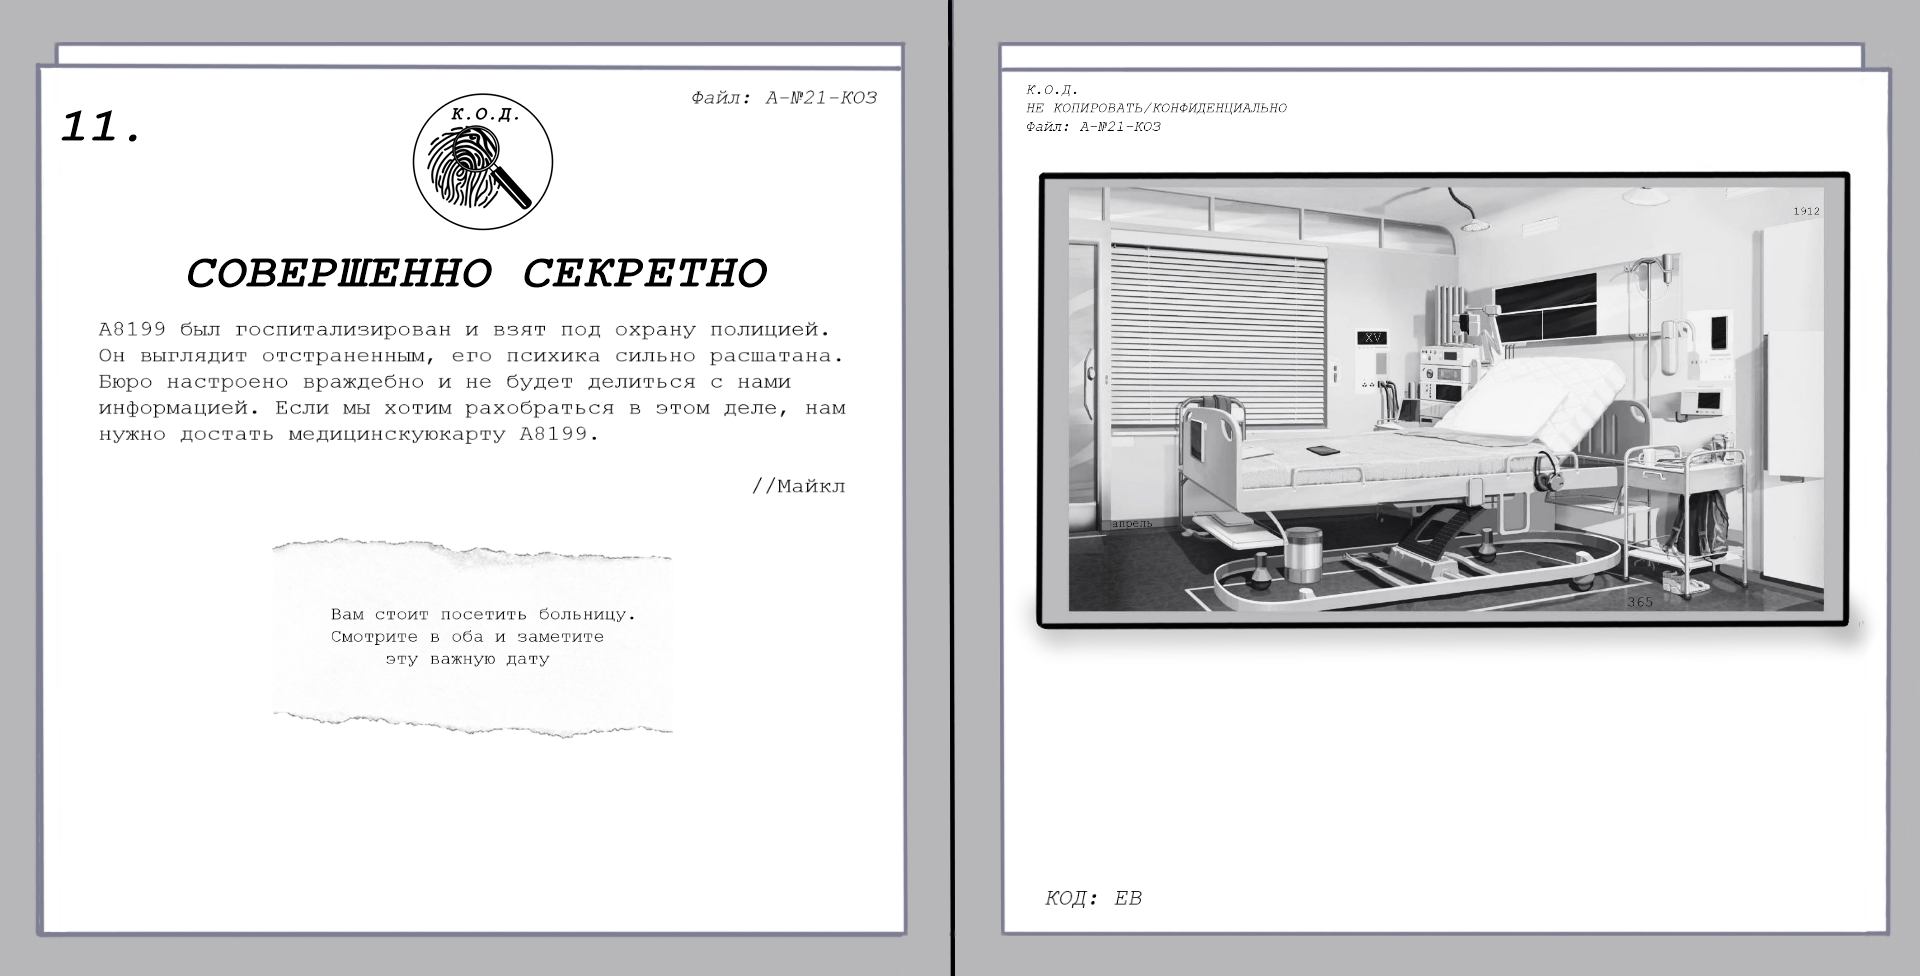 11.
К.О.Д.
Файл: А-№21-КОЗ
СОВЕРШЕННО СЕКРЕТНО
А8199 был госпитализирован и взят под охрану полицией.
Он выглядит отстраненным, его психика сильно расшатана.
Бюро настроено враждебно и не будет делиться с нами
информацией. Если мы хотим рахобраться в этом деле, нам
нужно достать медицинскуюкарту А8199.
//Майкл
Вам стоит посетить больницу.
Смотрите в оба и заметите
эту важную дату
К.О.Д.
НЕ КОПИРОВАТЬ/КОНФИДЕНЦИАЛЬНО
Файл: А-№21-КОЗ
1912
XV
апрель
365
КОД: ЕВ